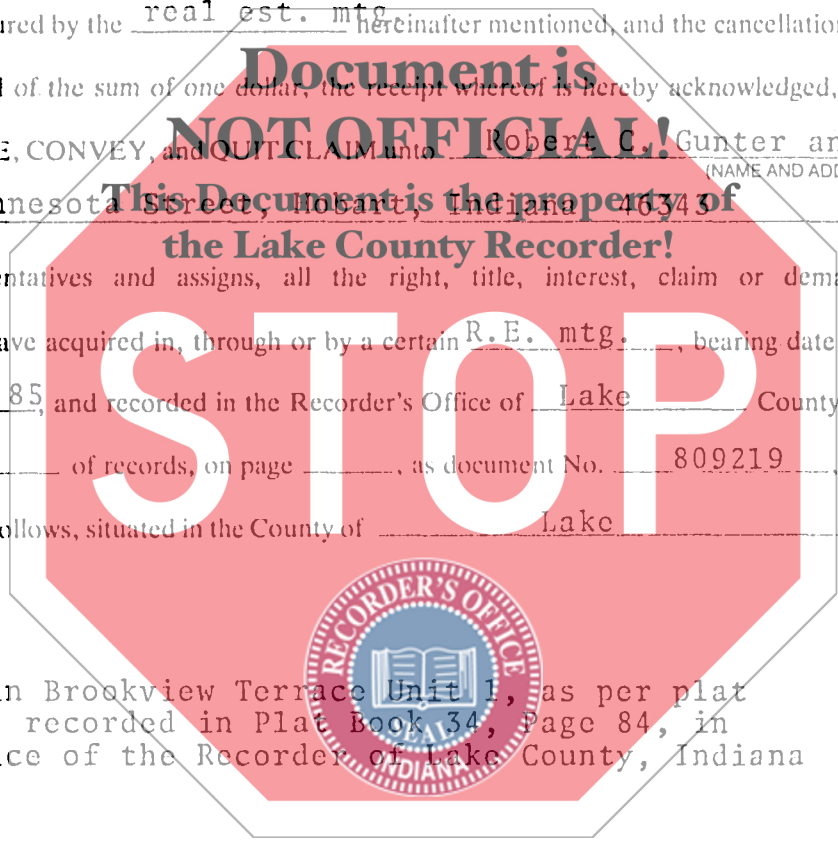 ured by the real est. mtg. hereinafter mentioned, and the cancellation
Document is
of the sum of one dollar, the receipt whereof is hereby acknowledged,
NOT OFFICIAL!
E, CONVEY, and QUIT CLAIM unto Robert C. Gunter an
(NAME AND ADD
This Document is the property of
nnesota Street, Hobart, Indiana 46343
the Lake County Recorder!
entatives and assigns, all the right, title, interest, claim or dema
STOP
ave acquired in, through or by a certain R.E. mtg. , bearing date
85, and recorded in the Recorder's Office of Lake County
of records, on page , as document No. 809219 ,
ollows, situated in the County of Lake
RECORDER'S OFFICE
SEAL
INDIANA
n Brookview Terrace Unit 1, as per plat
recorded in Plat Book 34, Page 84, in
ce of the Recorder of Lake County, Indiana